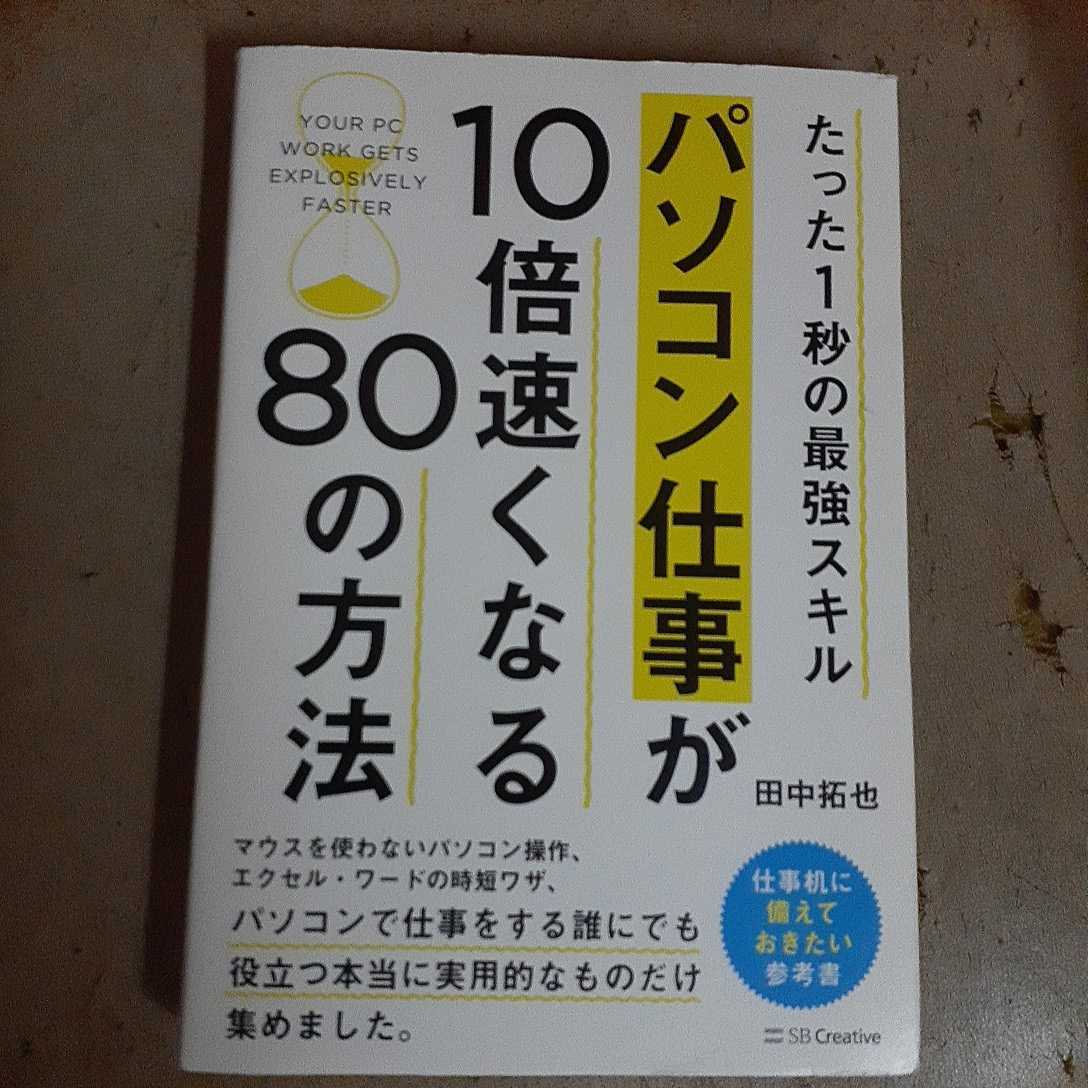 たった1秒の最強スキル
パソコン仕事が
10倍速くなる
80の方法
YOUR PC
WORK GETS
EXPLOSIVELY
FASTER
田中拓也
マウスを使わないパソコン操作、
エクセル・ワードの時短ワザ、
パソコンで仕事をする誰にでも
役立つ本当に実用的なものだけ
集めました。
仕事机に
備えて
おきたい
参考書
SB Creative